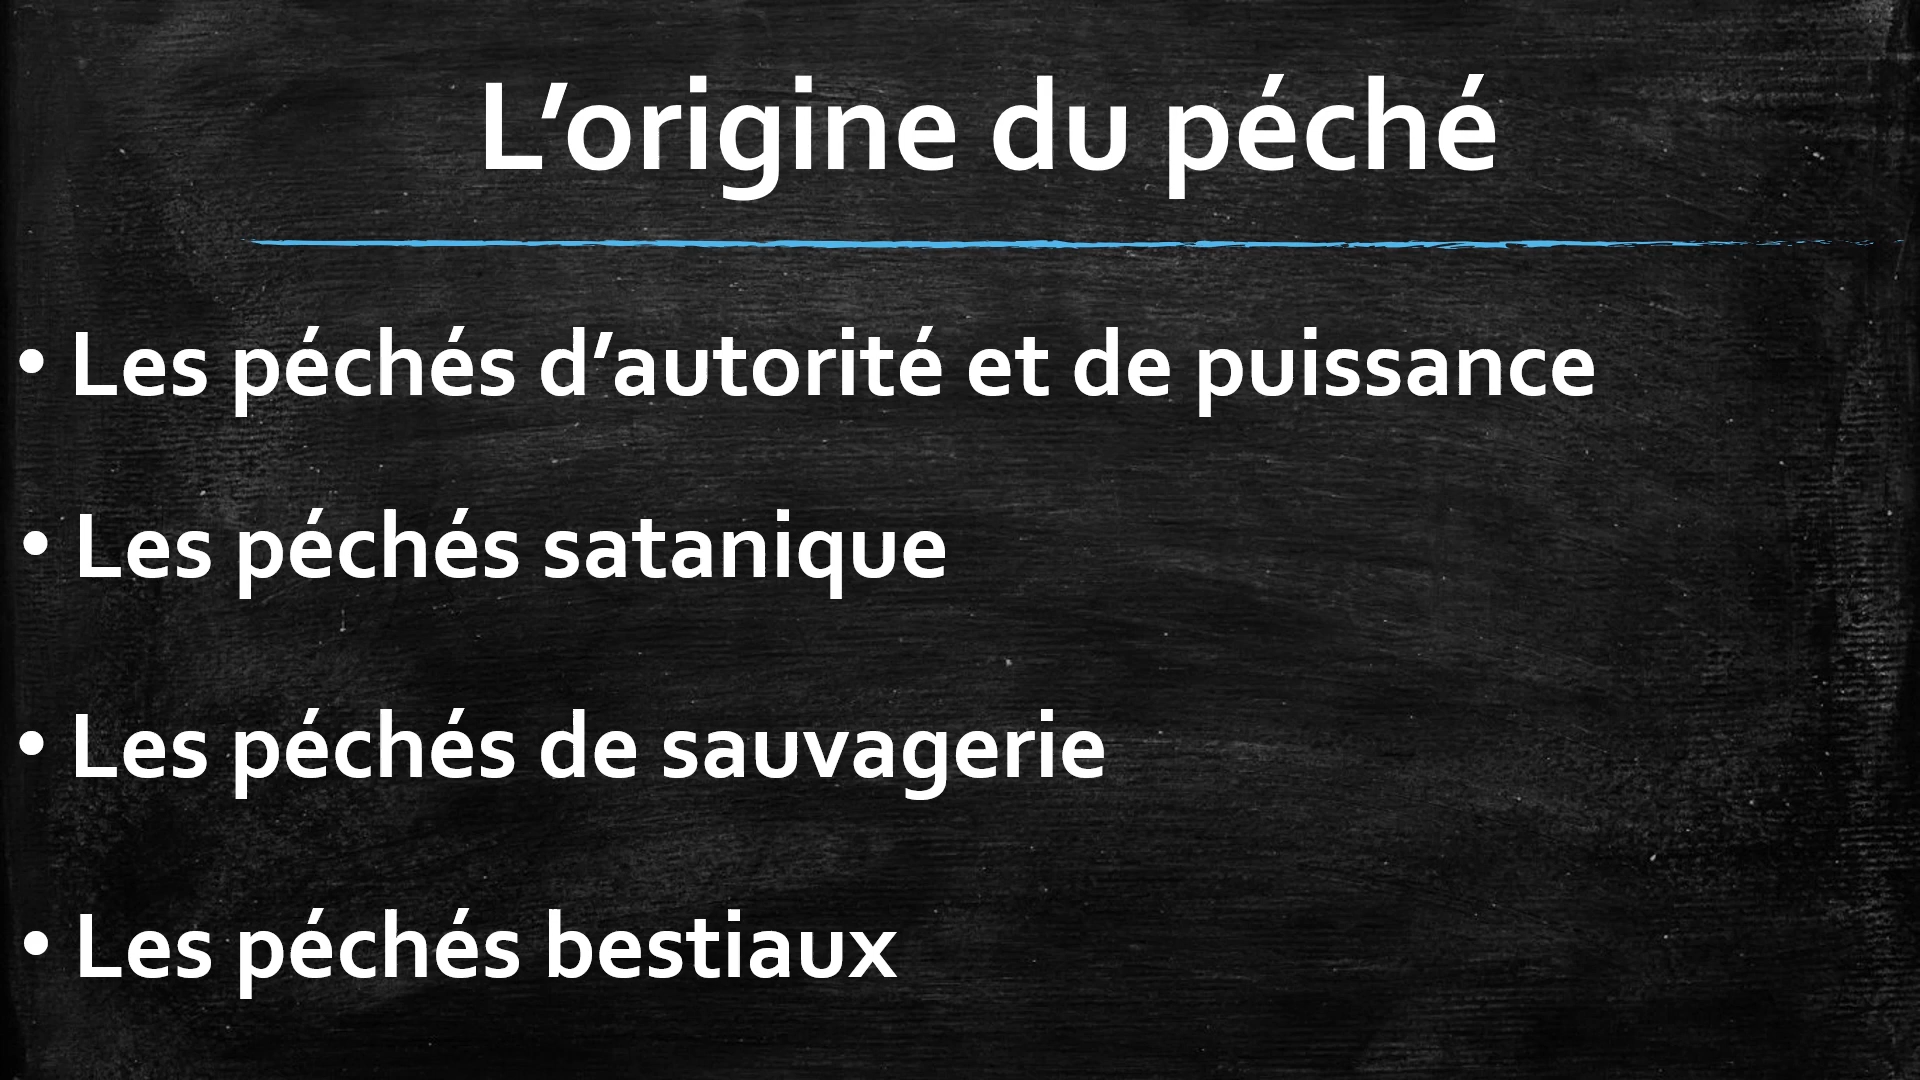 L’origine du péché
• Les péchés d’autorité et de puissance
• Les péchés satanique
• Les péchés de sauvagerie
• Les péchés bestiaux